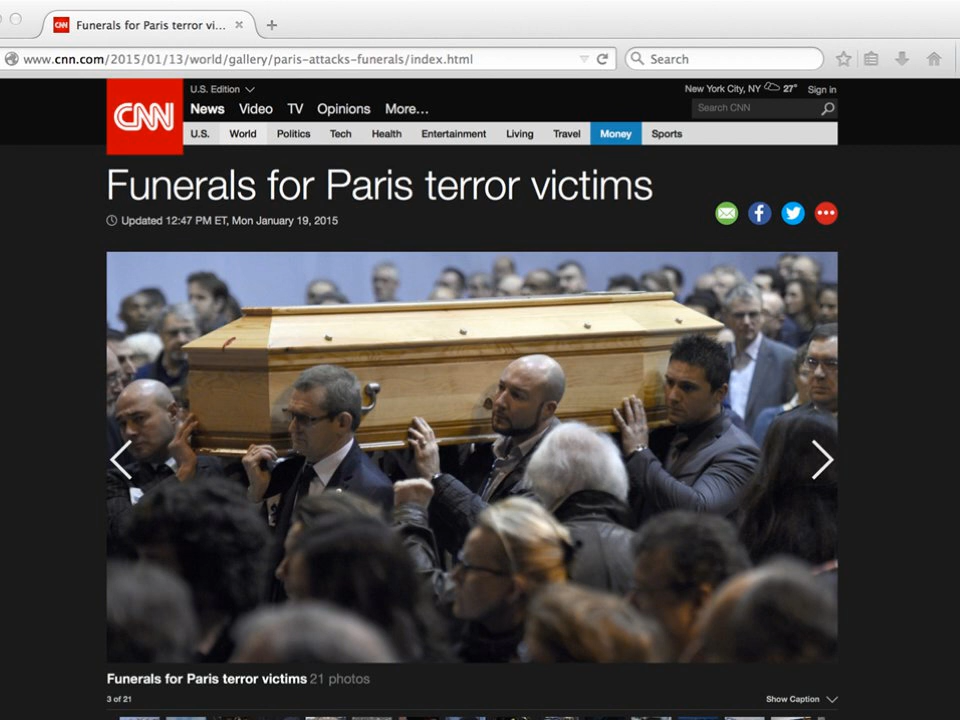 Funerals for Paris terror vi...
www.cnn.com/2015/01/13/world/gallery/paris-attacks-funerals/index.html
Search
CNN
U.S. Edition
New York City, NY 27° Sign in
News Video TV Opinions More...
Search CNN
U.S. World Politics Tech Health Entertainment Living Travel Money Sports
Funerals for Paris terror victims
Updated 12:47 PM ET, Mon January 19, 2015
Funerals for Paris terror victims 21 photos
3 of 21
Show Caption